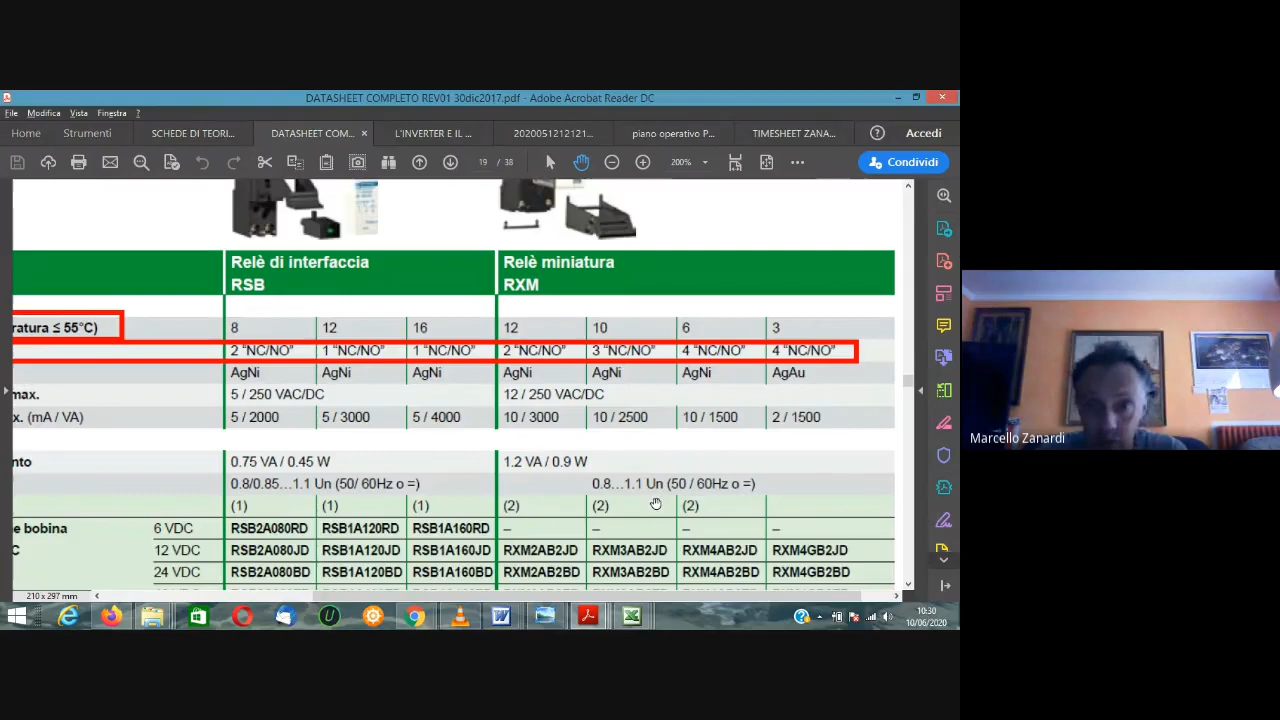 DATASHEET COMPLETO REV01 30dic2017.pdf - Adobe Acrobat Reader DC
File Modifica Vista Finestra ?
Home Strumenti SCHEDE DI TEORI... DATASHEET COM... × L'INVERTER E IL ... 2020051212121... piano operativo P... TIMESHEET ZANA... Accedi
19 / 38 200% Condividi
Relè di interfaccia Relè miniatura
RSB RXM
ratura ≤ 55°C) 8 12 16 12 10 6 3
2 “NC/NO” 1 “NC/NO” 1 “NC/NO” 2 “NC/NO” 3 “NC/NO” 4 “NC/NO” 4 “NC/NO”
AgNi AgNi AgNi AgNi AgNi AgNi AgAu
max. 5 / 250 VAC/DC 12 / 250 VAC/DC
x. (mA / VA) 5 / 2000 5 / 3000 5 / 4000 10 / 3000 10 / 2500 10 / 1500 2 / 1500
nto 0.75 VA / 0.45 W 1.2 VA / 0.9 W
0.8/0.85…1.1 Un (50/ 60Hz o =) 0.8…1.1 Un (50 / 60Hz o =)
(1) (1) (1) (2) (2) (2)
e bobina 6 VDC RSB2A080RD RSB1A120RD RSB1A160RD – – – –
C 12 VDC RSB2A080JD RSB1A120JD RSB1A160JD RXM2AB2JD RXM3AB2JD RXM4AB2JD RXM4GB2JD
24 VDC RSB2A080BD RSB1A120BD RSB1A160BD RXM2AB2BD RXM3AB2BD RXM4AB2BD RXM4GB2BD
210 x 297 mm
10:30
10/06/2020
Marcello Zanardi